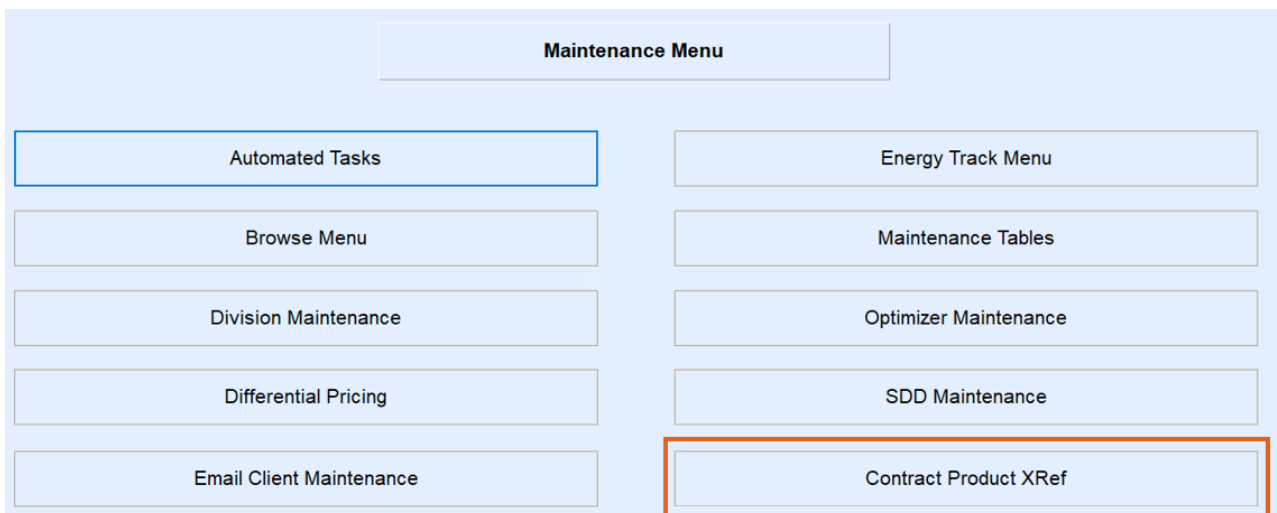 Maintenance Menu
Automated Tasks
Energy Track Menu
Browse Menu
Maintenance Tables
Division Maintenance
Optimizer Maintenance
Differential Pricing
SDD Maintenance
Email Client Maintenance
Contract Product XRef